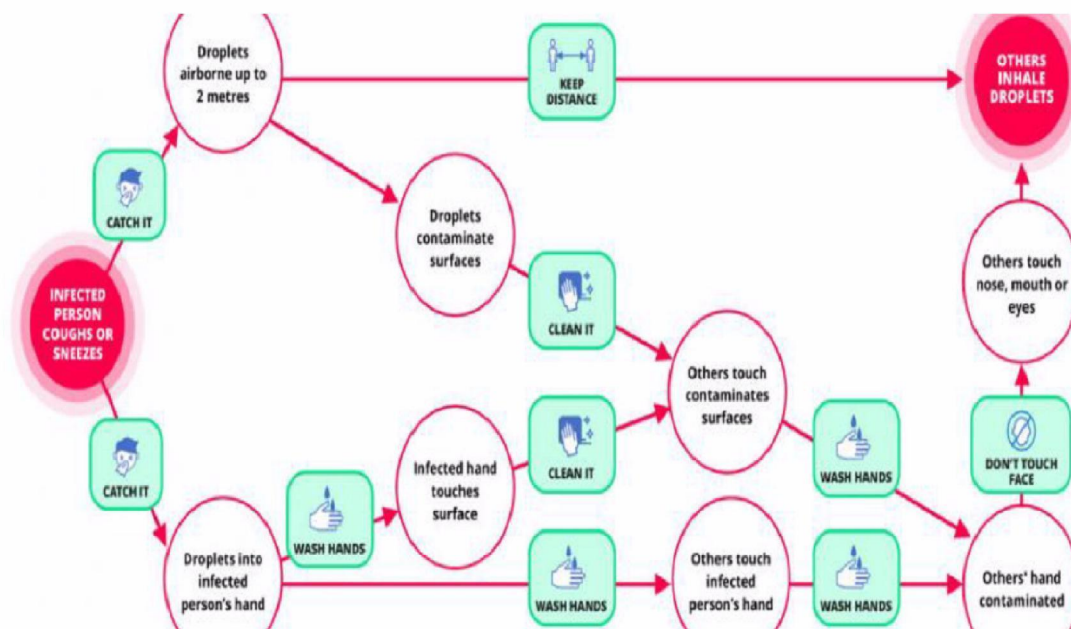 Droplets
airborne up to
2 metres
KEEP
DISTANCE
OTHERS
INHALE
DROPLETS
CATCH IT
Droplets
contaminate
surfaces
Others touch
nose, mouth or
eyes
INFECTED
PERSON
COUGHS OR
SNEEZES
CLEAN IT
Others touch
contaminates
surfaces
CATCH IT
Infected hand
touches
surface
CLEAN IT
WASH HANDS
DON'T TOUCH
FACE
WASH HANDS
Droplets into
infected
person's hand
WASH HANDS
Others touch
infected
person's hand
WASH HANDS
Others' hand
contaminated